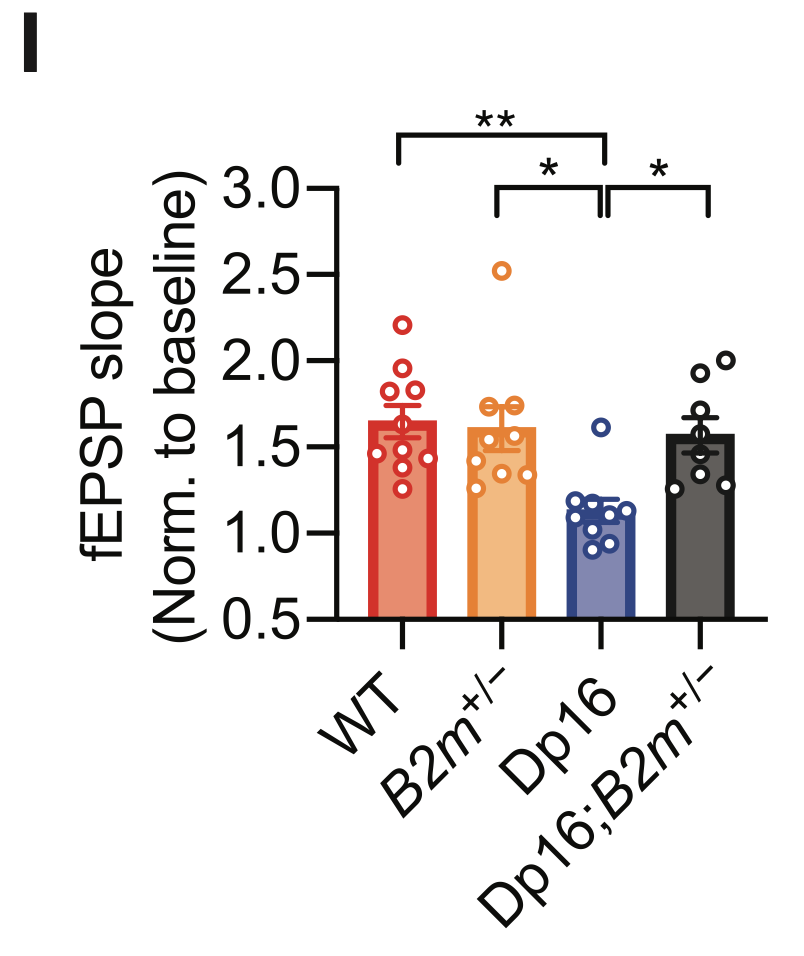 I
**
*
*
fEPSP slope
(Norm. to baseline)
3.0
2.5
2.0
1.5
1.0
0.5
WT
B2m+/–
Dp16
Dp16;B2m+/–